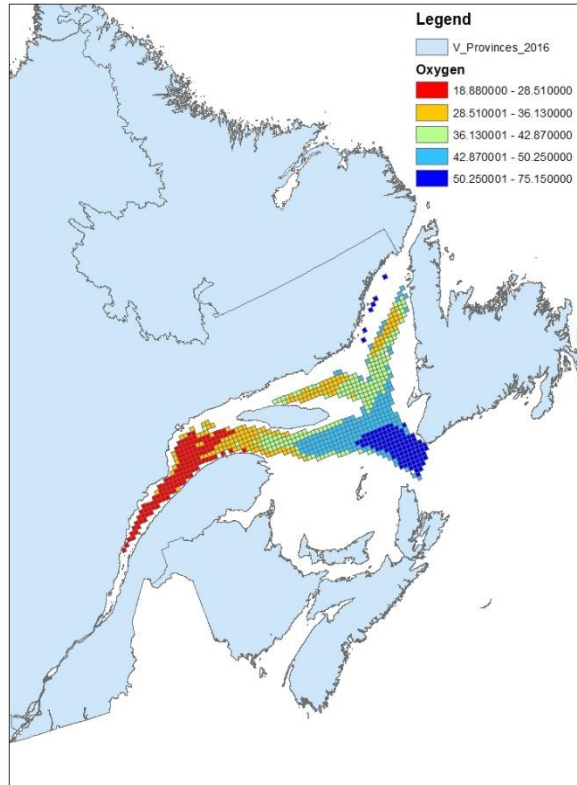 Legend
V_Provinces_2016
Oxygen
18.880000 - 28.510000
28.510001 - 36.130000
36.130001 - 42.870000
42.870001 - 50.250000
50.250001 - 75.150000